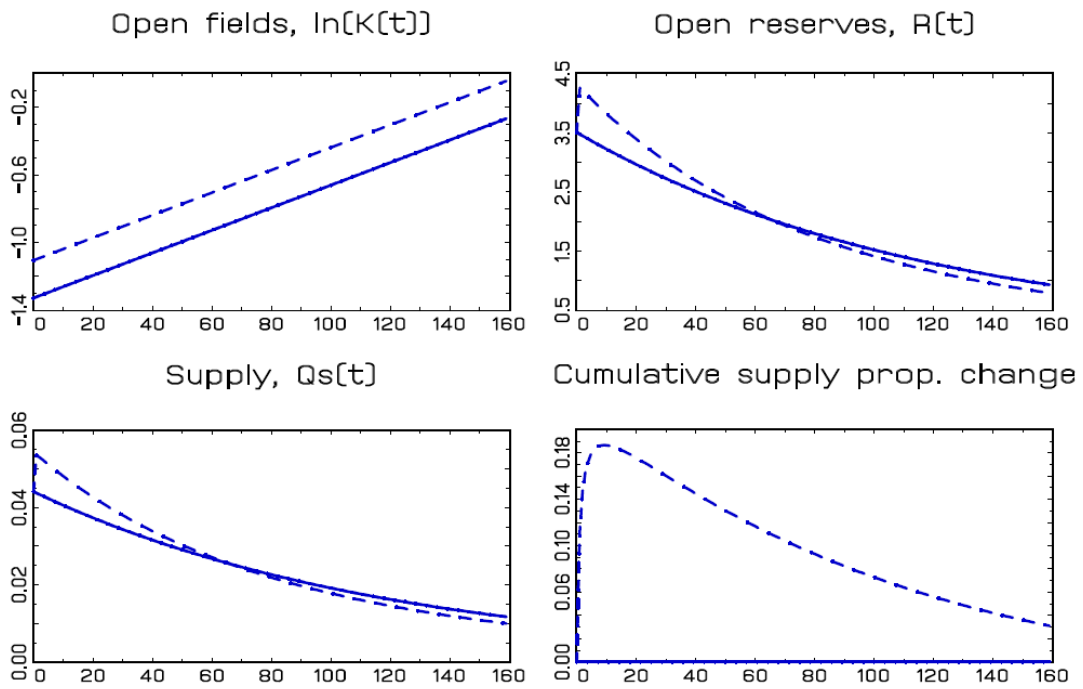 Open fields, ln(K(t))
Open reserves, R(t)
-0.2
-0.6
-1.0
-1.4
0 20 40 60 80 100 120 140 160
4.5
3.5
2.5
1.5
0.5
0 20 40 60 80 100 120 140 160
Supply, Qs(t)
Cumulative supply prop. change
0.06
0.04
0.02
0.00
0 20 40 60 80 100 120 140 160
0.18
0.14
0.10
0.06
0.00
0 20 40 60 80 100 120 140 160